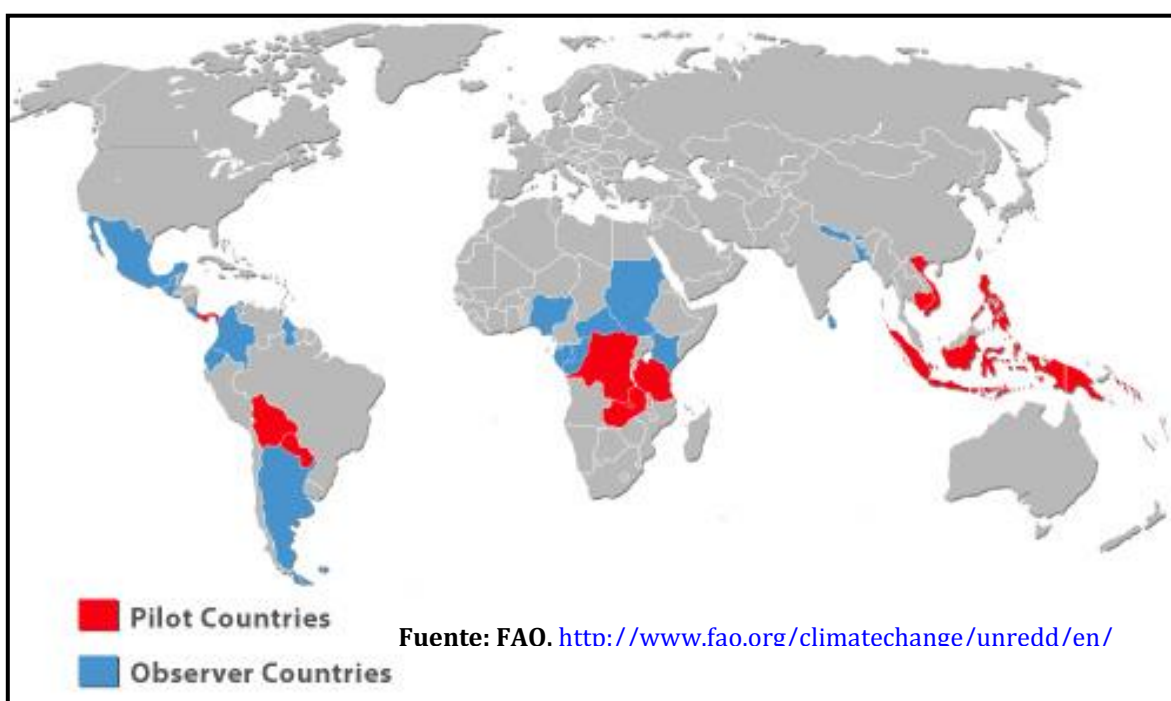 Pilot Countries
Fuente: FAO. http://www.fao.org/climatechange/unredd/en/
Observer Countries